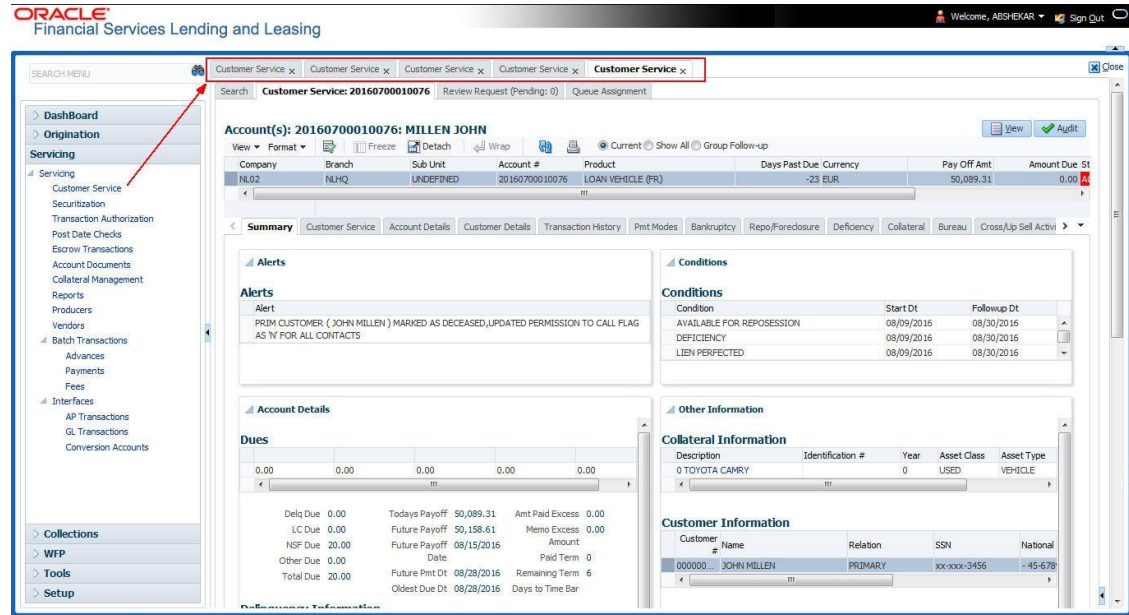 ORACLE®
Financial Services Lending and Leasing
Welcome, ABSHEKAR
Sign Out
SEARCH MENU
Customer Service x Customer Service x Customer Service x Customer Service x Customer Service x
Close
Search Customer Service: 20160700010076 Review Request (Pending: 0) Queue Assignment
DashBoard
Origination
Servicing
Servicing
Customer Service
Securitization
Transaction Authorization
Post Date Checks
Escrow Transactions
Account Documents
Collateral Management
Reports
Producers
Vendors
Batch Transactions
Advances
Payments
Fees
Interfaces
AP Transactions
GL Transactions
Conversion Accounts
Collections
WFP
Tools
Setup
Account(s): 20160700010076: MILLEN JOHN
View Audit
View Format Freeze Detach Wrap Current Show All Group Follow-up
Company Branch Sub Unit Account # Product Days Past Due Currency Pay Off Amt Amount Due St
NL02 NLHQ UNDEFINED 20160700010076 LOAN VEHICLE (FR) -23 EUR 50,089.31 0.00
Summary Customer Service Account Details Customer Details Transaction History Pmt Modes Bankruptcy Repo/Foreclosure Deficiency Collateral Bureau Cross/Up Sell Activi
Alerts
Alerts
Alert
PRIM CUSTOMER ( JOHN MILLEN ) MARKED AS DECEASED,UPDATED PERMISSION TO CALL FLAG
AS 'N' FOR ALL CONTACTS
Conditions
Conditions
Condition Start Dt Followup Dt
AVAILABLE FOR REPOSESSION 08/09/2016 08/30/2016
DEFICIENCY 08/09/2016 08/30/2016
LIEN PERFECTED 08/09/2016 08/30/2016
Account Details
Dues
0.00 0.00 0.00 0.00 0.00
Delq Due 0.00 Todays Payoff 50,089.31 Amt Paid Excess 0.00
LC Due 0.00 Future Payoff 50,158.61 Memo Excess Amount 0.00
NSF Due 20.00 Future Payoff Date 08/15/2016 Paid Term 0
Other Due 0.00
Total Due 20.00 Future Pmt Dt 08/28/2016 Remaining Term 6
Oldest Due Dt 08/28/2016 Days to Time Bar
Delinquency Information
Other Information
Collateral Information
Description Identification # Year Asset Class Asset Type
0 TOYOTA CAMRY 0 USED VEHICLE
Customer Information
Customer # Name Relation SSN National
000000... JOHN MILLEN PRIMARY xx-xxx-3456 - 45-678